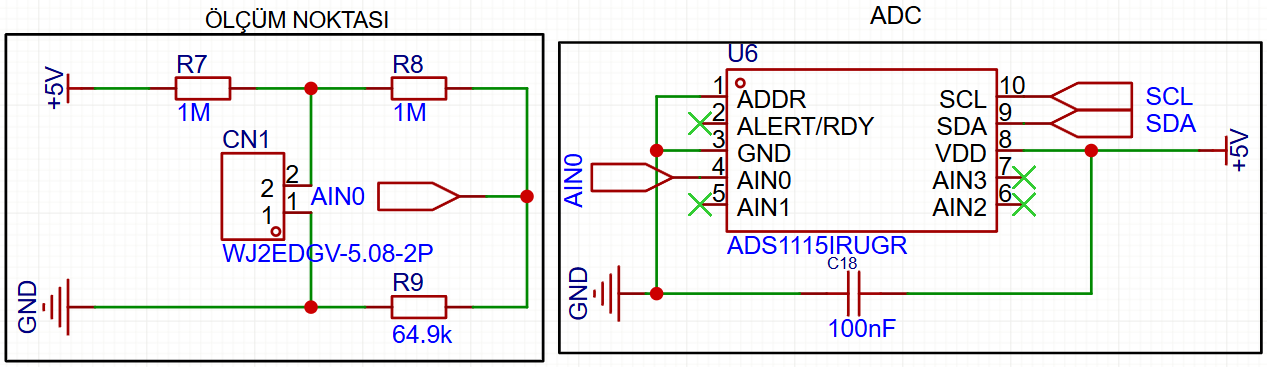 ÖLÇÜM NOKTASI
+5V
R7
1M
R8
1M
CN1
2
2
1
1
WJ2EDGV-5.08-2P
AIN0
GND
R9
64.9k
ADC
U6
1
ADDR
2
ALERT/RDY
3
GND
4
AIN0
5
AIN1
10
SCL
9
SDA
8
VDD
7
AIN3
6
AIN2
SCL
SDA
+5V
AIN0
ADS1115IRUGR
C18
100nF
GND